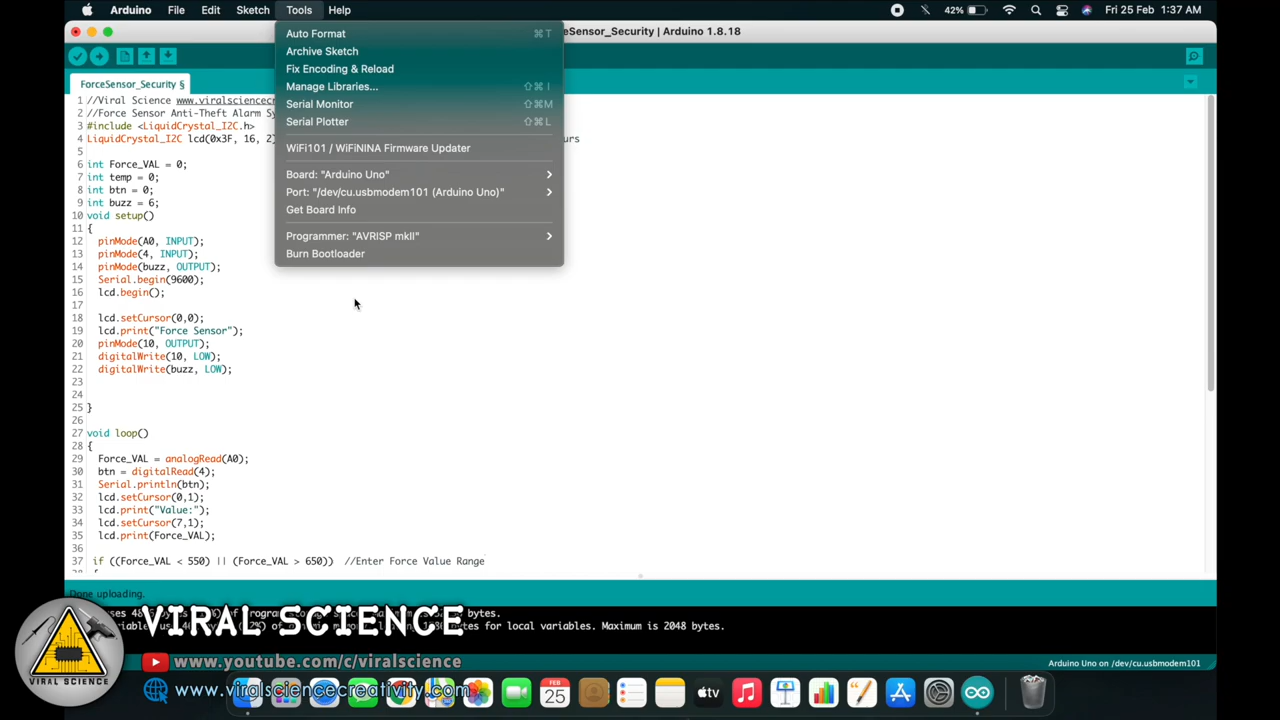 Arduino File Edit Sketch Tools Help 42% Fri 25 Feb 1:37 AM
eSensor_Security | Arduino 1.8.18
Auto Format ⌘T
Archive Sketch
Fix Encoding & Reload
Manage Libraries... ⇧⌘I
Serial Monitor ⇧⌘M
Serial Plotter ⇧⌘L
WiFi101 / WiFiNINA Firmware Updater
Board: "Arduino Uno"
Port: "/dev/cu.usbmodem101 (Arduino Uno)"
Get Board Info
Programmer: "AVRISP mkII"
Burn Bootloader
ForceSensor_Security §
1 //Viral Science www.viralsciencecr
2 //Force Sensor Anti-Theft Alarm Sy
3 #include <LiquidCrystal_I2C.h>
4 LiquidCrystal_I2C lcd(0x3F, 16, 2) urs
5
6 int Force_VAL = 0;
7 int temp = 0;
8 int btn = 0;
9 int buzz = 6;
10 void setup()
11 {
12 pinMode(A0, INPUT);
13 pinMode(4, INPUT);
14 pinMode(buzz, OUTPUT);
15 Serial.begin(9600);
16 lcd.begin();
17
18 lcd.setCursor(0,0);
19 lcd.print("Force Sensor");
20 pinMode(10, OUTPUT);
21 digitalWrite(10, LOW);
22 digitalWrite(buzz, LOW);
23
24
25 }
26
27 void loop()
28 {
29 Force_VAL = analogRead(A0);
30 btn = digitalRead(4);
31 Serial.println(btn);
32 lcd.setCursor(0,1);
33 lcd.print("Value:");
34 lcd.setCursor(7,1);
35 lcd.print(Force_VAL);
36
37 if ((Force_VAL < 550) || (Force_VAL > 650)) //Enter Force Value Range
Done uploading.
bytes.
for local variables. Maximum is 2048 bytes.
VIRAL SCIENCE
www.youtube.com/c/viralscience
www.viralsciencecreativity.com
VIRAL SCIENCE
Arduino Uno on /dev/cu.usbmodem101
FEB
25
tv